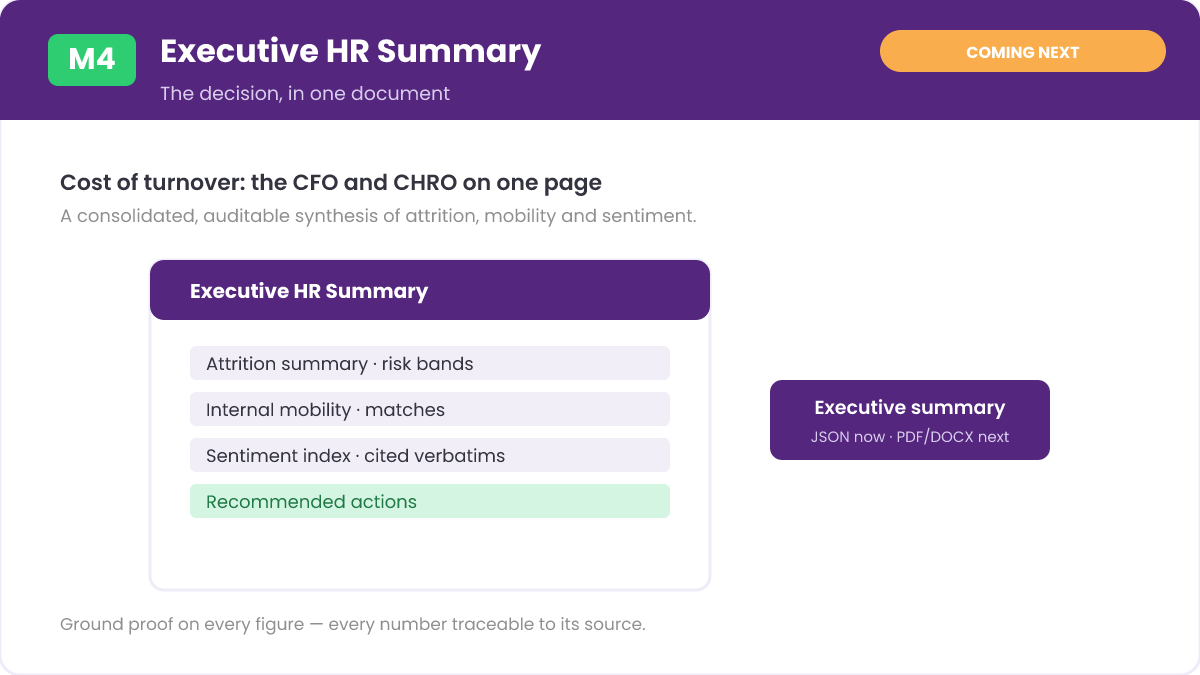 M4
Executive HR Summary
COMING NEXT
The decision, in one document
Cost of turnover: the CFO and CHRO on one page
A consolidated, auditable synthesis of attrition, mobility and sentiment.
Executive HR Summary
Attrition summary · risk bands
Internal mobility · matches
Sentiment index · cited verbatims
Recommended actions
Executive summary
JSON now · PDF/DOCX next
Ground proof on every figure — every number traceable to its source.